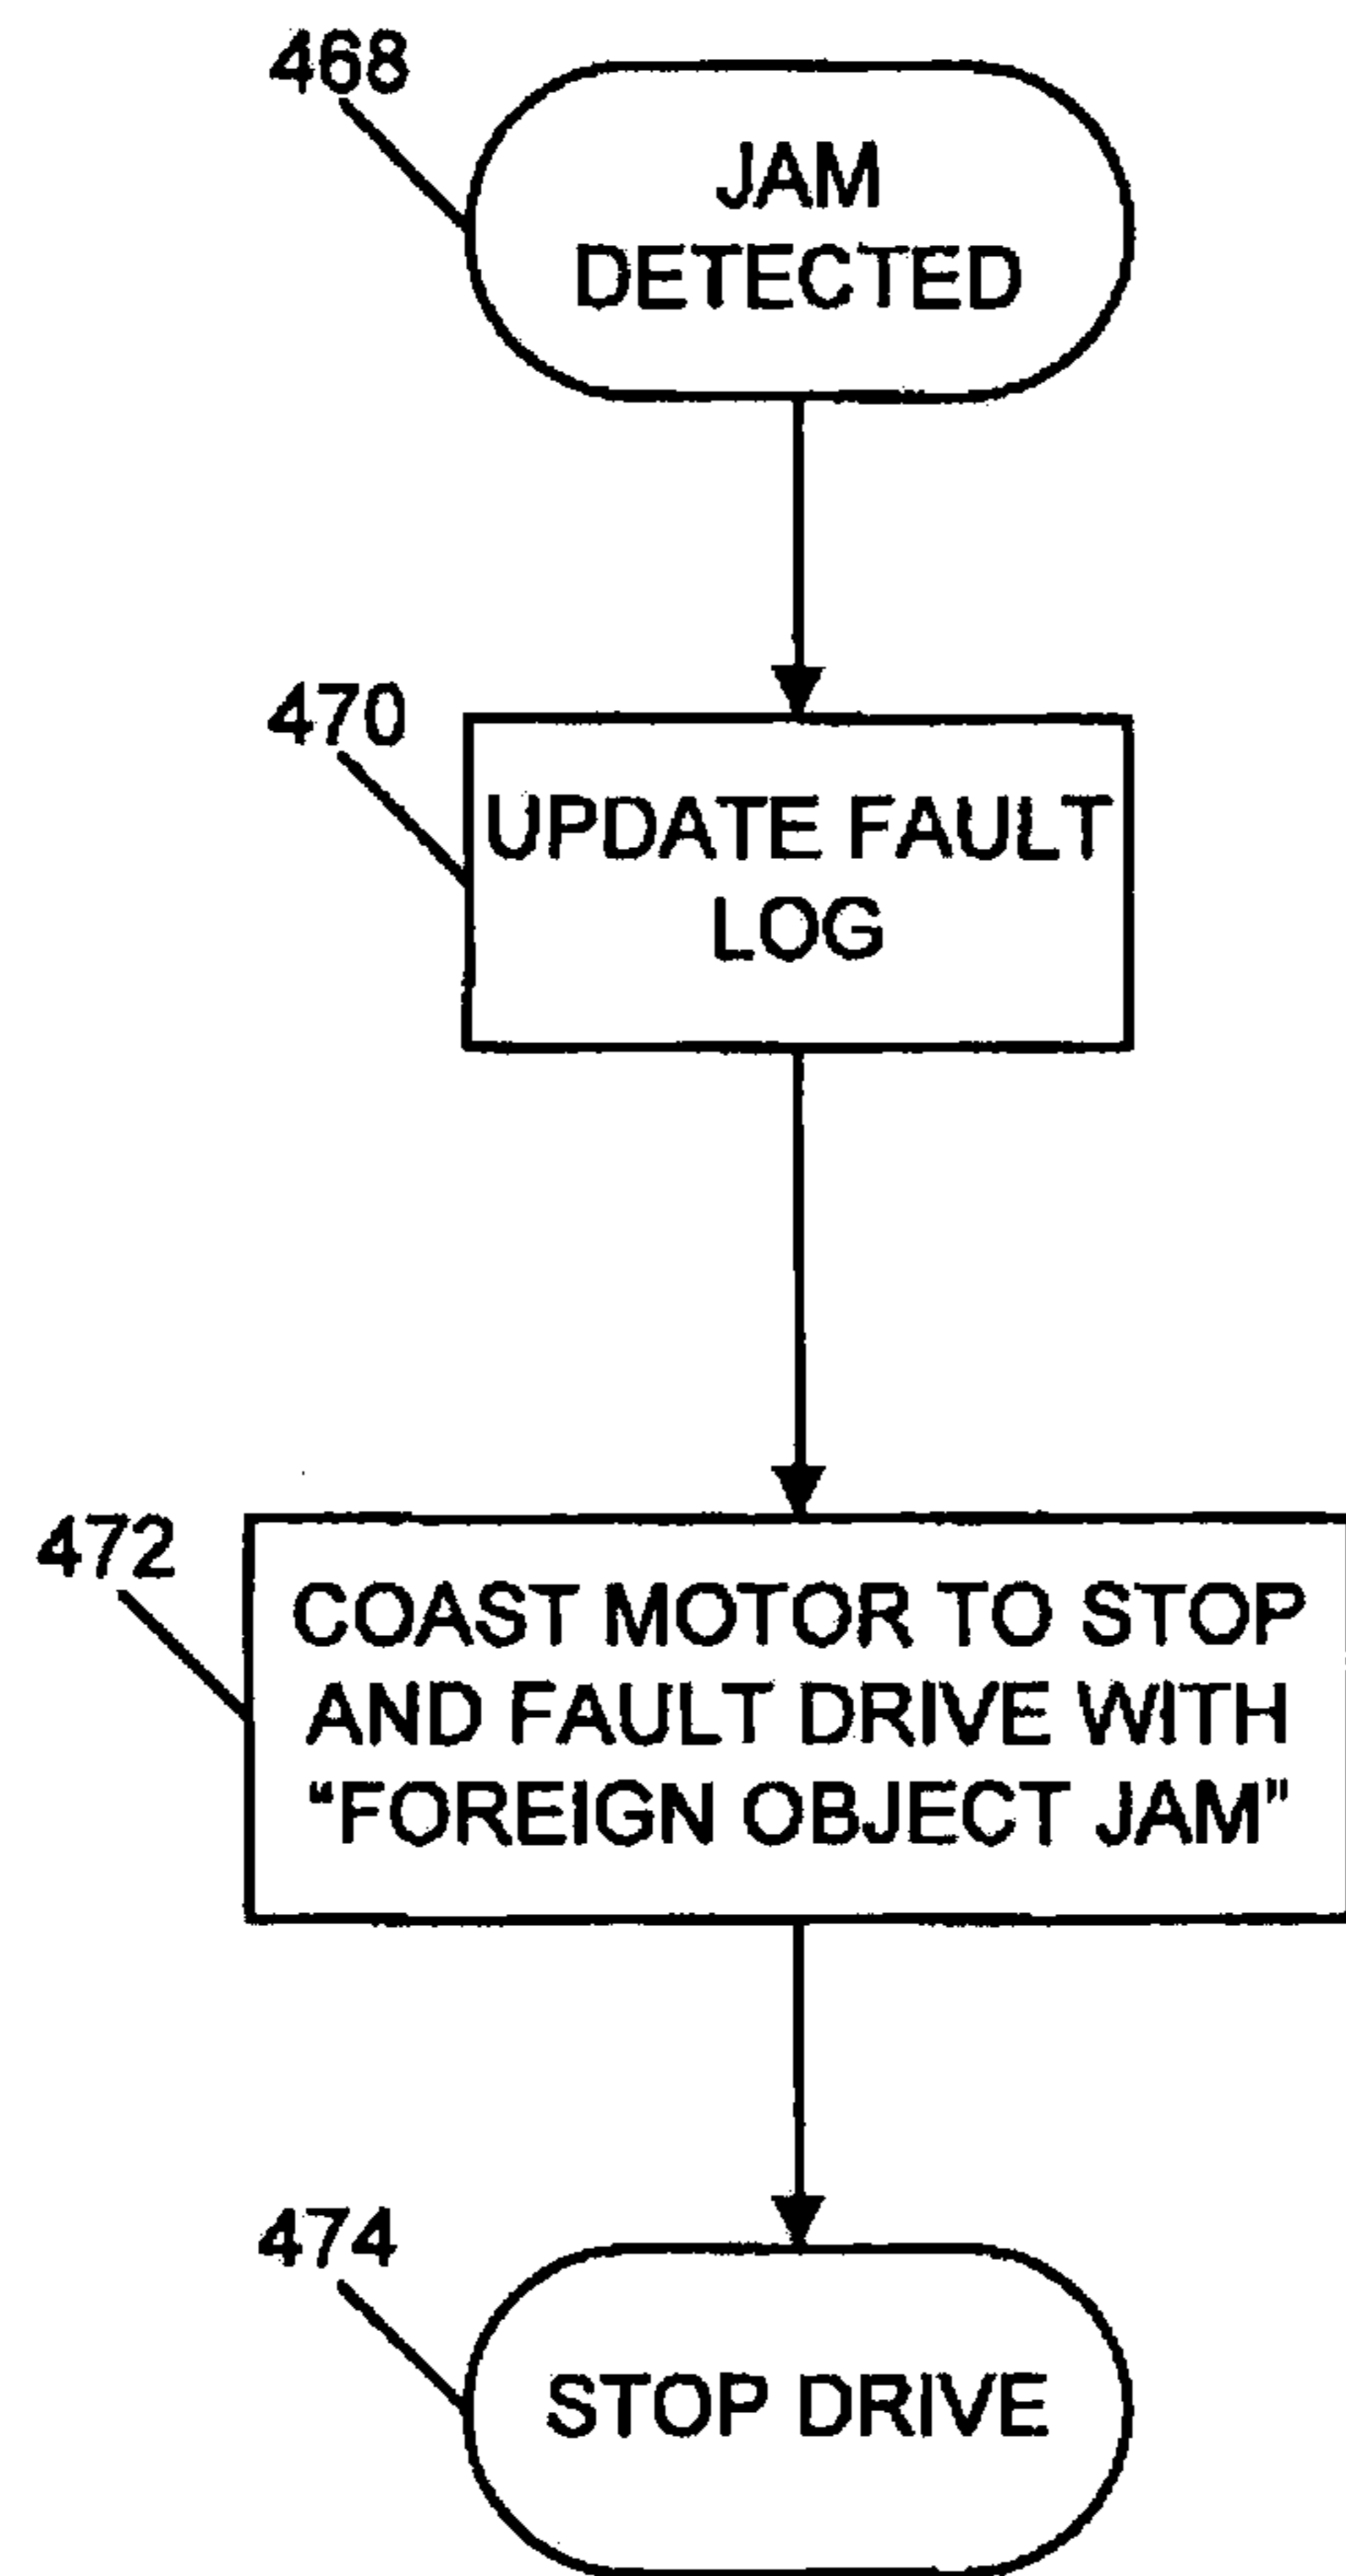 468
JAM
DETECTED
470
UPDATE FAULT
LOG
472
COAST MOTOR TO STOP
AND FAULT DRIVE WITH
“FOREIGN OBJECT JAM”
474
STOP DRIVE